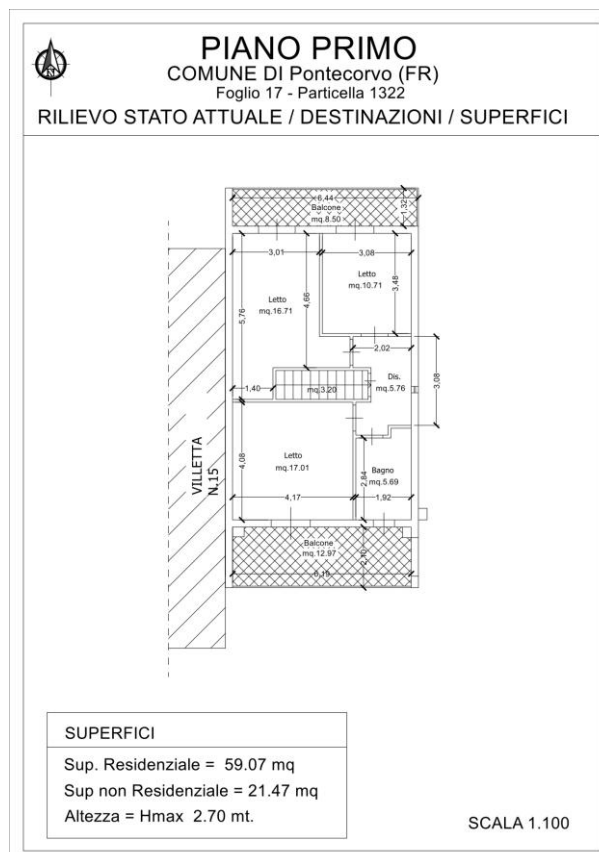 PIANO PRIMO
COMUNE DI Pontecorvo (FR)
Foglio 17 - Particella 1322
RILIEVO STATO ATTUALE / DESTINAZIONI / SUPERFICI
6,44
Balcone
mq.8.50
1,32
3,01
3,08
Letto
mq.10.71
3,48
Letto
mq.16.71
4,66
5,76
2,02
Dis.
mq.5.76
3,08
1,40
mq.3.20
VILLETTA
N.15
Letto
mq.17.01
4,08
4,17
Bagno
mq.5.69
2,84
1,92
Balcone
mq.12.97
2,10
6,19
SUPERFICI
Sup. Residenziale = 59.07 mq
Sup non Residenziale = 21.47 mq
Altezza = Hmax 2.70 mt.
SCALA 1.100